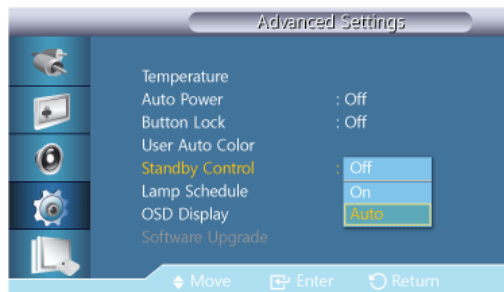 Advanced Settings
Temperature
Auto Power : Off
Button Lock : Off
User Auto Color
Standby Control : Off
Lamp Schedule On
OSD Display Auto
Software Upgrade
Move Enter Return